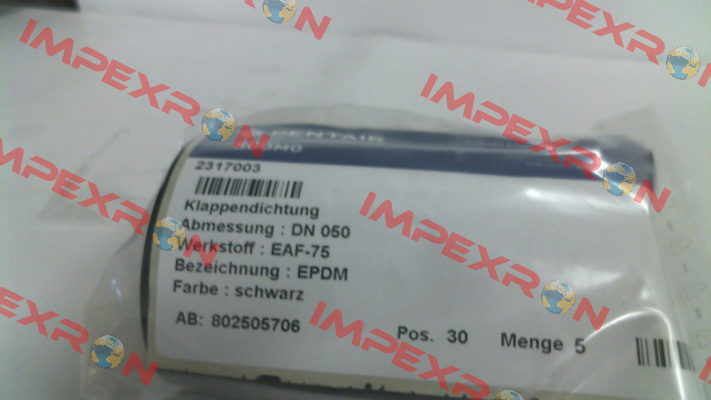 PENTAIR
2317003
Klappendichtung
Abmessung : DN 050
Werkstoff : EAF-75
Bezeichnung : EPDM
Farbe : schwarz
AB: 802505706 Pos. 30 Menge 5
IMPEXRON
IMPEXRON
IMPEXRON
IMPEXRON
IMPEXRON
IMPEXRON
IMPEXRON